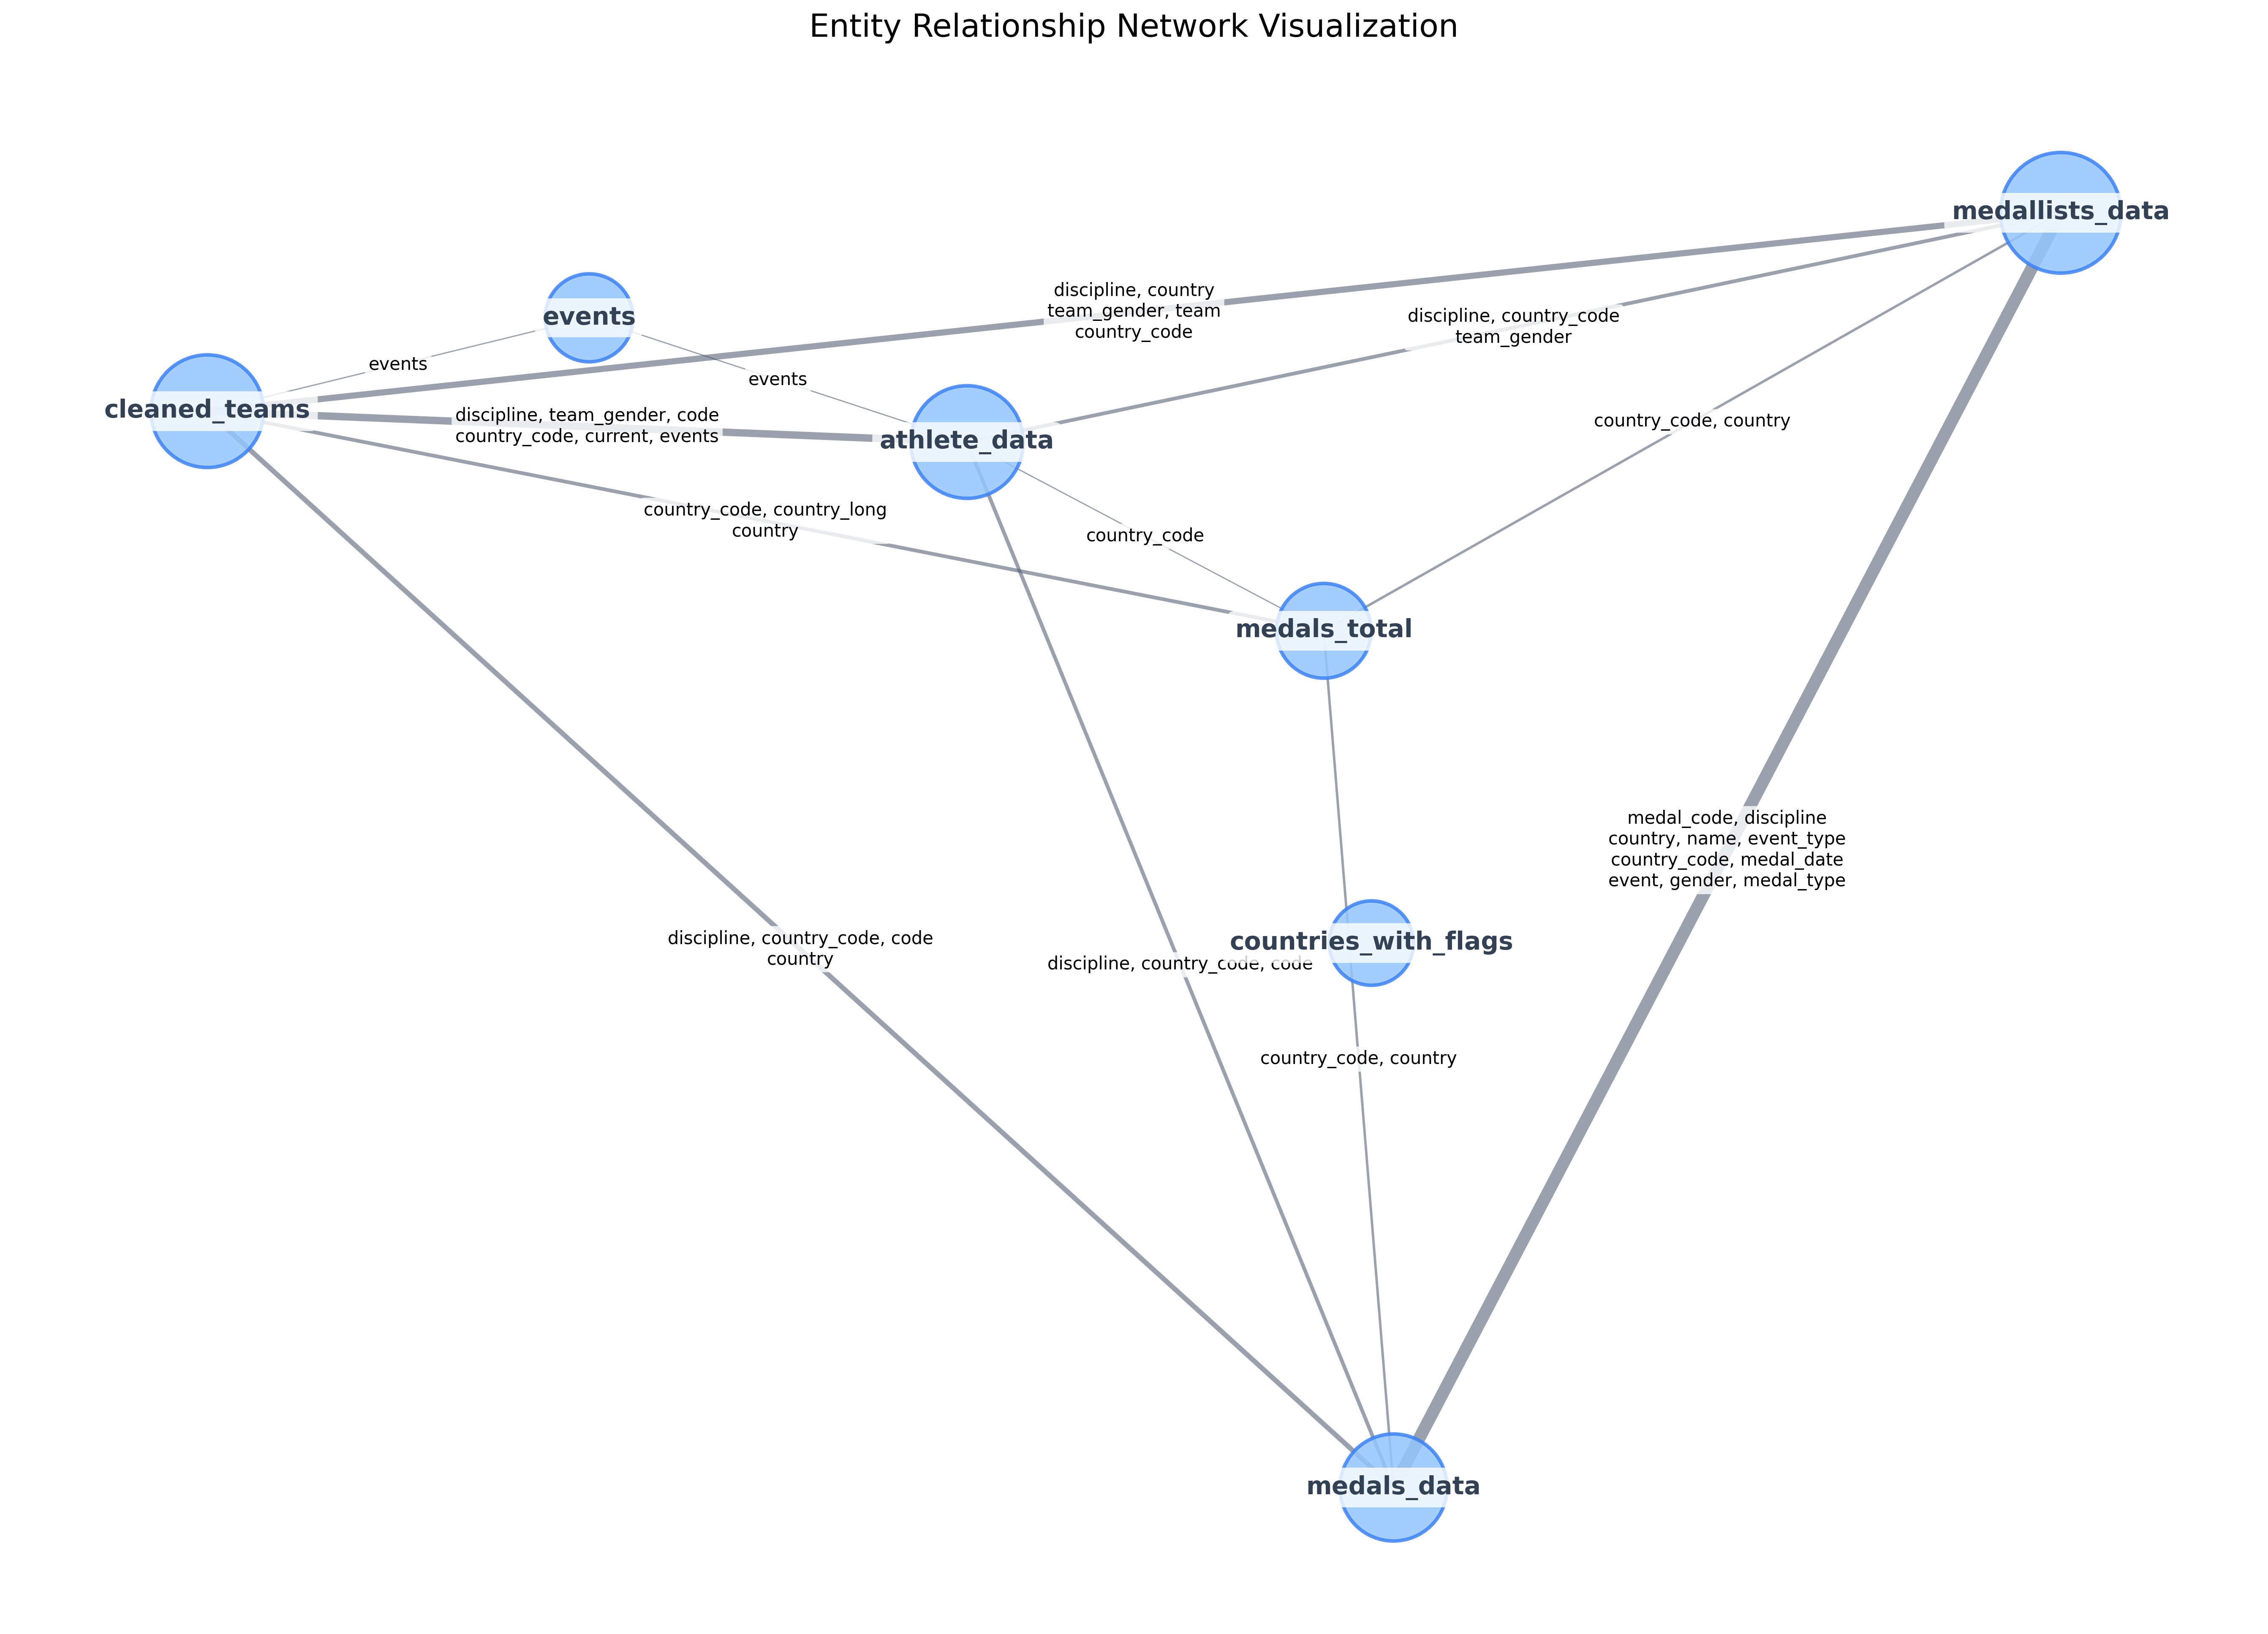 Entity Relationship Network Visualization
medallists_data
discipline, country
team_gender, team
country_code
events
discipline, country_code
team_gender
events
events
cleaned_teams
discipline, team_gender, code
country_code, current, events
athlete_data
country_code, country
country_code, country_long
country
country_code
medals_total
medal_code, discipline
country, name, event_type
country_code, medal_date
event, gender, medal_type
discipline, country_code, code
country
countries_with_flags
discipline, country_code, code
country_code, country
medals_data